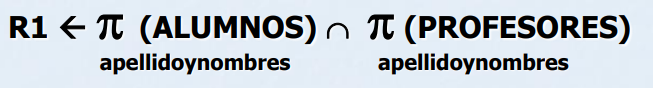 R1 ← π (ALUMNOS) ∩ π (PROFESORES)
apellidoynombres apellidoynombres